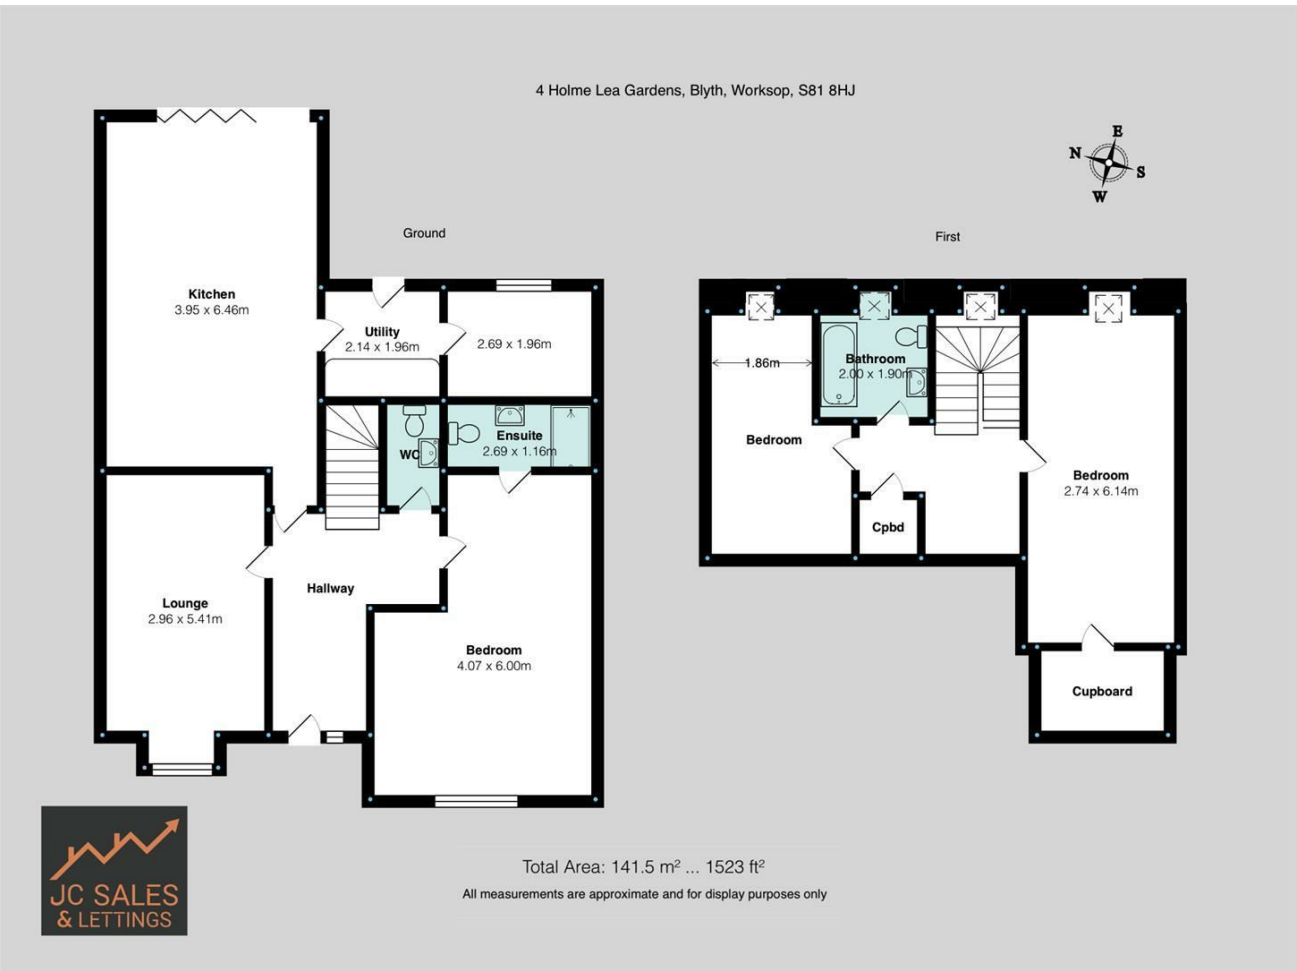 4 Holme Lea Gardens, Blyth, Worksop, S81 8HJ
E
N
S
W
Ground
First
Kitchen
3.95 x 6.46m
Utility
2.14 x 1.96m
2.69 x 1.96m
WC
Ensuite
2.69 x 1.16m
Hallway
Lounge
2.96 x 5.41m
Bedroom
4.07 x 6.00m
1.86m
Bathroom
2.00 x 1.90m
Bedroom
Bedroom
2.74 x 6.14m
Cpbd
Cupboard
JC SALES
& LETTINGS
Total Area: 141.5 m² ... 1523 ft²
All measurements are approximate and for display purposes only